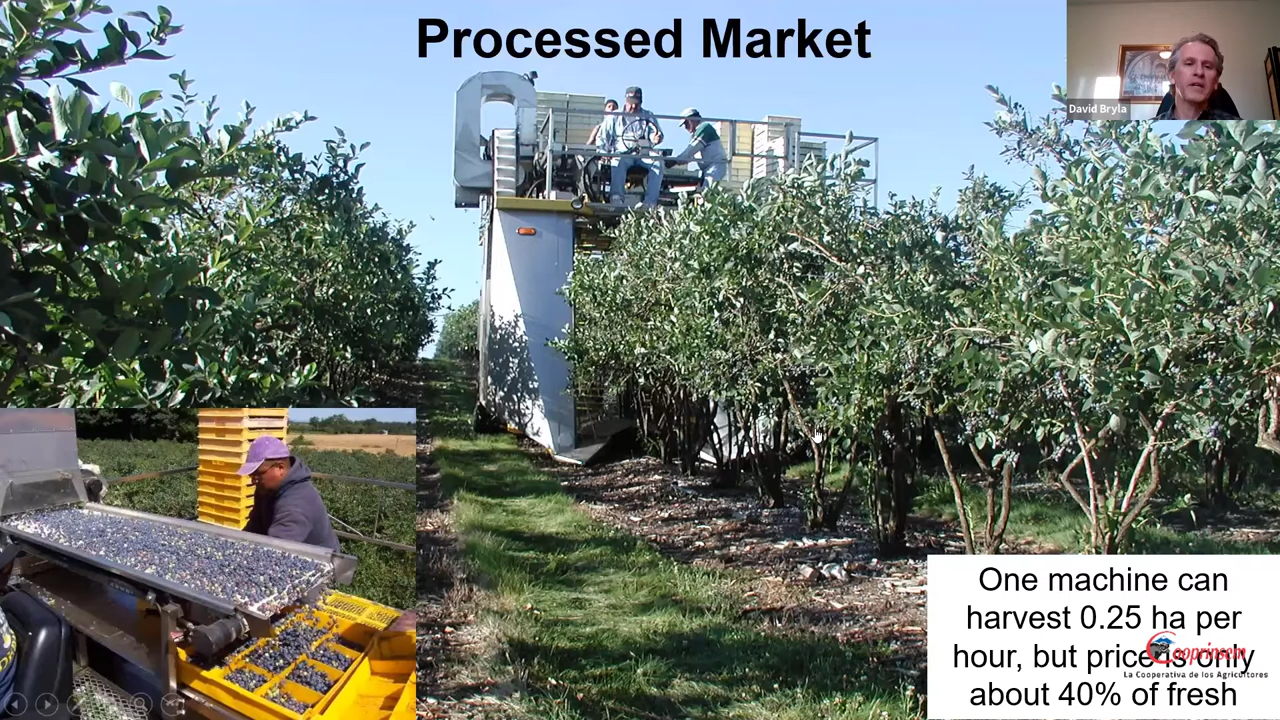 Processed Market
David Bryla
One machine can
harvest 0.25 ha per
hour, but price is only
about 40% of fresh
Cooprinsem
La Cooperativa de los Agricultores